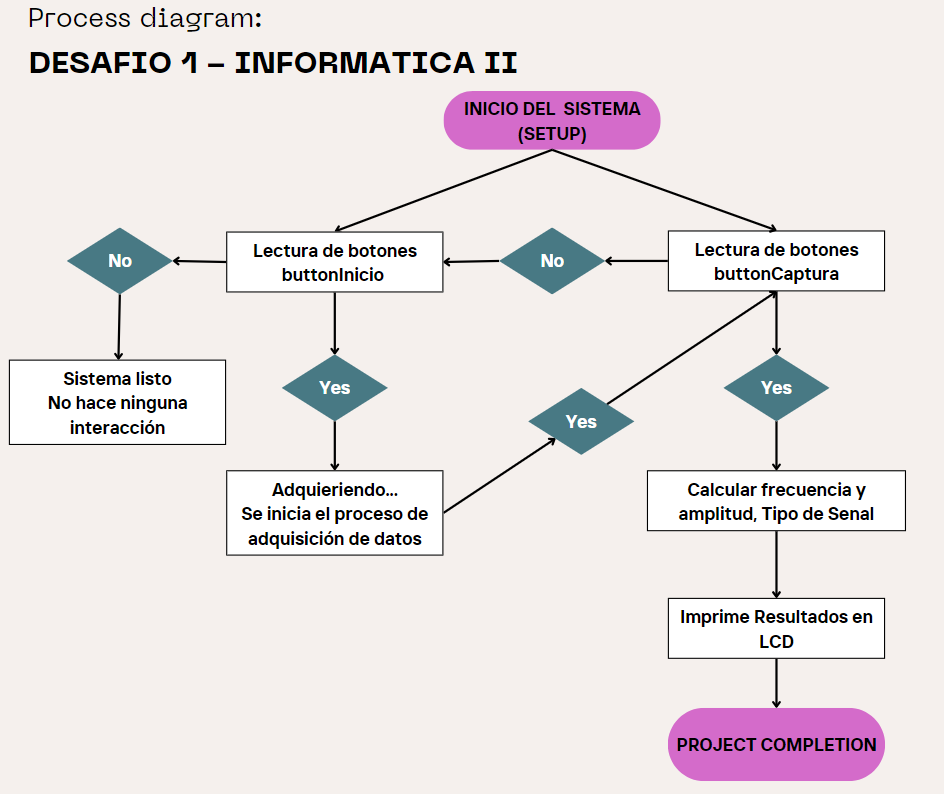 Process diagram:
DESAFIO 1 – INFORMATICA II
INICIO DEL SISTEMA
(SETUP)
No
Lectura de botones
buttonInicio
No
Lectura de botones
buttonCaptura
Sistema listo
No hace ninguna
interacción
Yes
Yes
Yes
Adquieriendo...
Se inicia el proceso de
adquisición de datos
Calcular frecuencia y
amplitud, Tipo de Senal
Imprime Resultados en
LCD
PROJECT COMPLETION